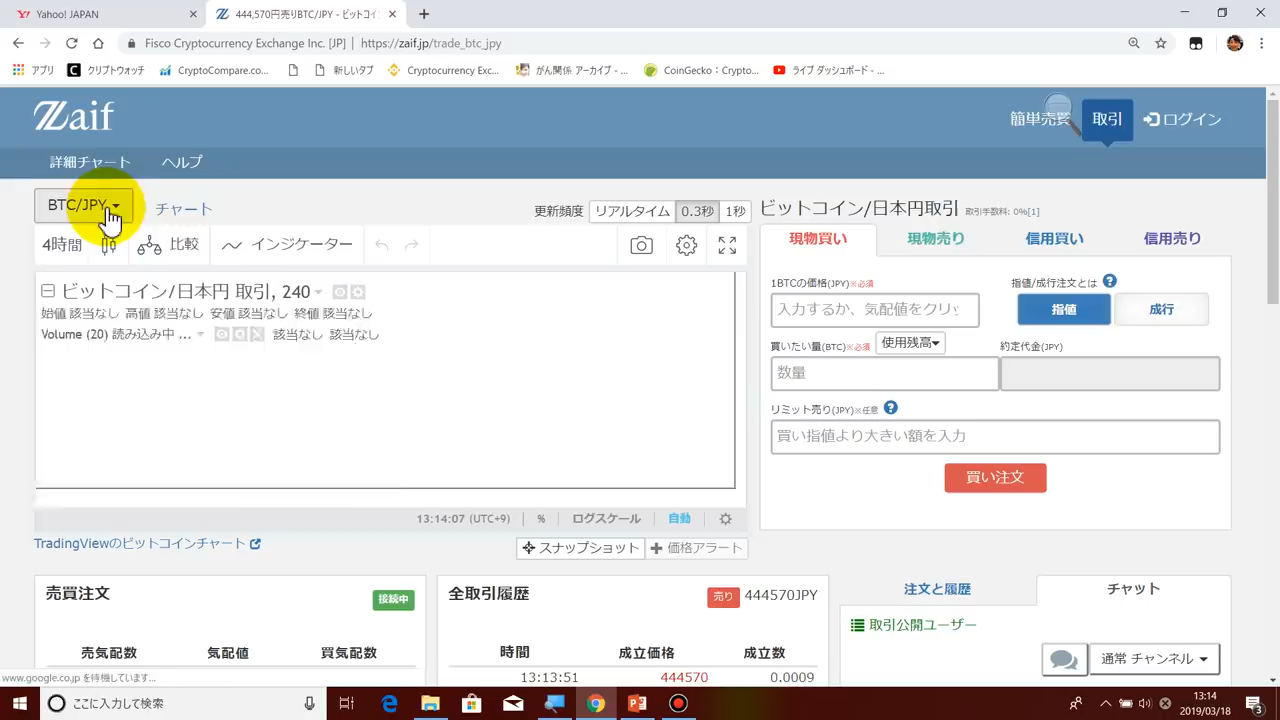 Yahoo! JAPAN
444,570円売りBTC/JPY - ビットコイン
Fisco Cryptocurrency Exchange Inc. [JP] | https://zaif.jp/trade_btc_jpy
アプリ クリプトウォッチ CryptoCompare.co... 新しいタブ Cryptocurrency Exc... がん関係 アーカイブ - ... CoinGecko：Crypto... ライブ ダッシュボード - ...
Zaif
簡単売買 取引 ログイン
詳細チャート ヘルプ
BTC/JPY チャート
更新頻度 リアルタイム 0.3秒 1秒
4時間 比較 インジケーター
ビットコイン/日本円 取引, 240
始値 該当なし 高値 該当なし 安値 該当なし 終値 該当なし
Volume (20) 読み込み中 ... 該当なし 該当なし
13:14:07 (UTC+9) % ログスケール 自動
TradingViewのビットコインチャート
スナップショット 価格アラート
ビットコイン/日本円取引 取引手数料: 0%[1]
現物買い 現物売り 信用買い 信用売り
1BTCの価格(JPY)※必須 指値/成行注文とは ?
入力するか、気配値をクリッ 指値 成行
買いたい量(BTC)※必須 使用残高 約定代金(JPY)
数量
リミット売り(JPY)※任意 ?
買い指値より大きい額を入力
買い注文
売買注文 接続中
売気配数 気配値 買気配数
全取引履歴 売り 444570JPY
時間 成立価格 成立数
13:13:51 444570 0.0009
注文と履歴 チャット
取引公開ユーザー
通常 チャンネル
www.google.co.jp を待機しています...
ここに入力して検索
13:14
2019/03/18
3